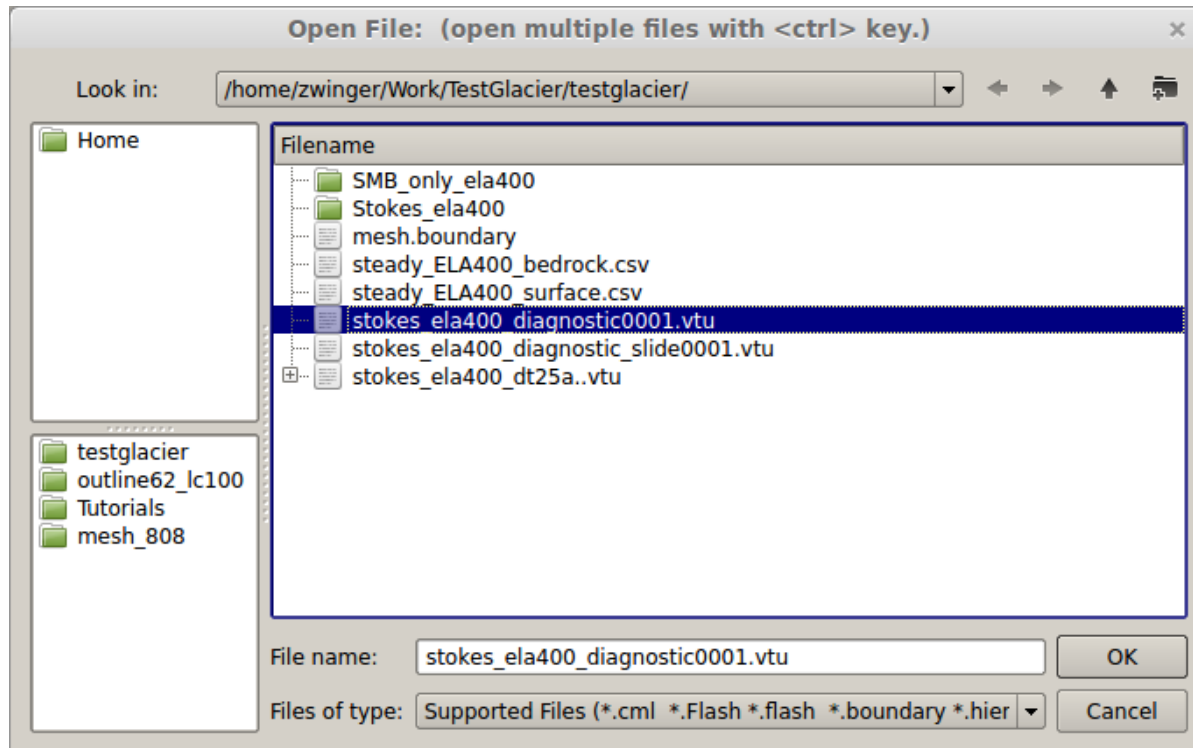 Open File:  (open multiple files with <ctrl> key.)
Look in: /home/zwinger/Work/TestGlacier/testglacier/
Home
Filename
SMB_only_ela400
Stokes_ela400
mesh.boundary
steady_ELA400_bedrock.csv
steady_ELA400_surface.csv
stokes_ela400_diagnostic0001.vtu
stokes_ela400_diagnostic_slide0001.vtu
stokes_ela400_dt25a..vtu
testglacier
outline62_lc100
Tutorials
mesh_808
File name: stokes_ela400_diagnostic0001.vtu OK
Files of type: Supported Files (*.cml  *.Flash *.flash  *.boundary *.hier Cancel